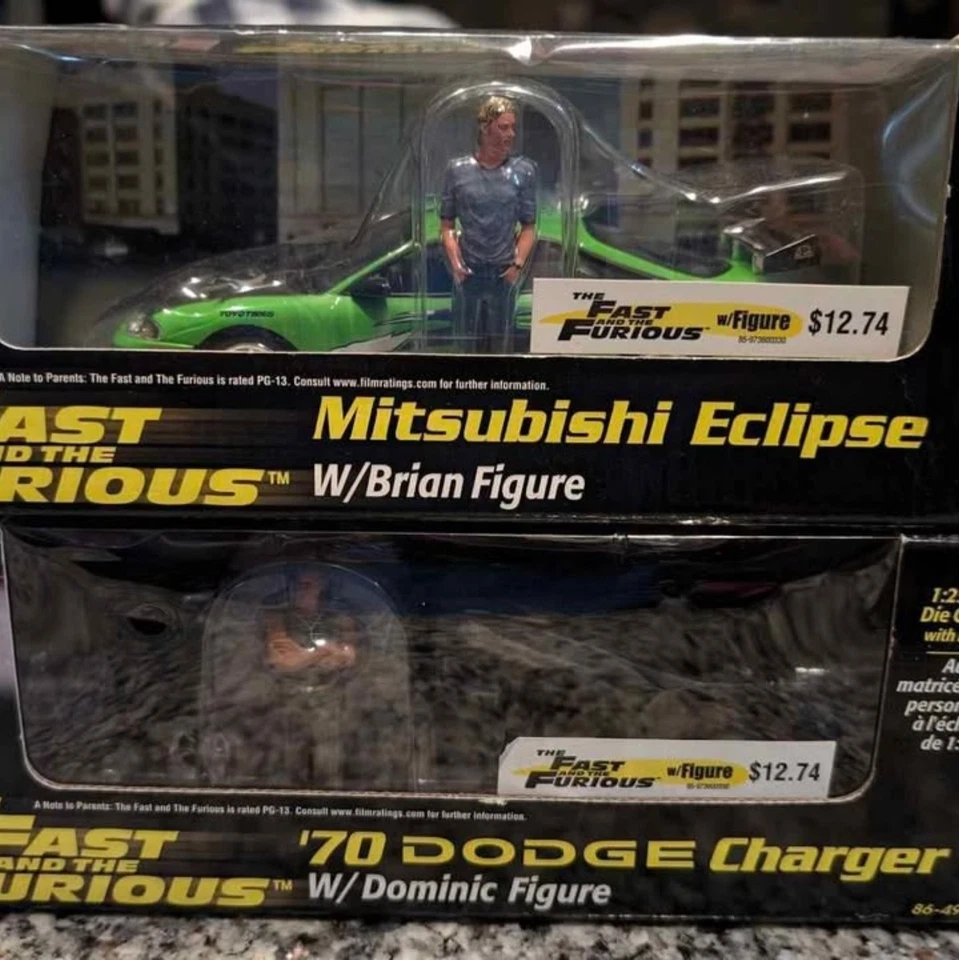 TOYO TIRES
THE
FAST
AND THE
FURIOUS™
w/Figure
$12.74
A Note to Parents: The Fast and The Furious is rated PG-13. Consult www.filmratings.com for further information.
AST
ND THE
RIOUS™
Mitsubishi Eclipse
W/Brian Figure
THE
FAST
AND THE
FURIOUS
w/Figure
$12.74
1:2
Die C
with
Au
matrice
person
à l'éch
de 1:
A Note to Parents: The Fast and The Furious is rated PG-13. Consult www.filmratings.com for further information.
FAST
AND THE
URIOUS™
'70 DODGE Charger
W/ Dominic Figure
86-49